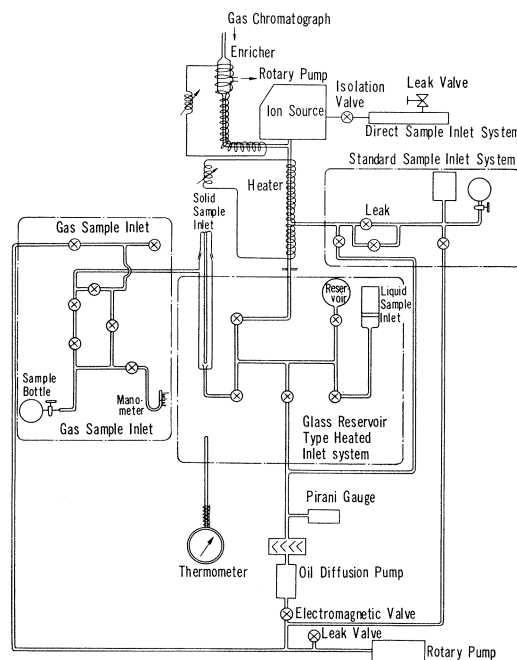 Gas Chromatograph
Enricher
Rotary Pump
Ion Source
Isolation
Valve
Leak Valve
Direct Sample Inlet System
Standard Sample Inlet System
Heater
Leak
Solid
Sample
Inlet
Gas Sample Inlet
Reser-
voir
Liquid
Sample
Inlet
Sample
Bottle
Mano-
meter
Gas Sample Inlet
Glass Reservoir
Type Heated
Inlet system
Pirani Gauge
Thermometer
Oil Diffusion Pump
Electromagnetic Valve
Leak Valve
Rotary Pump